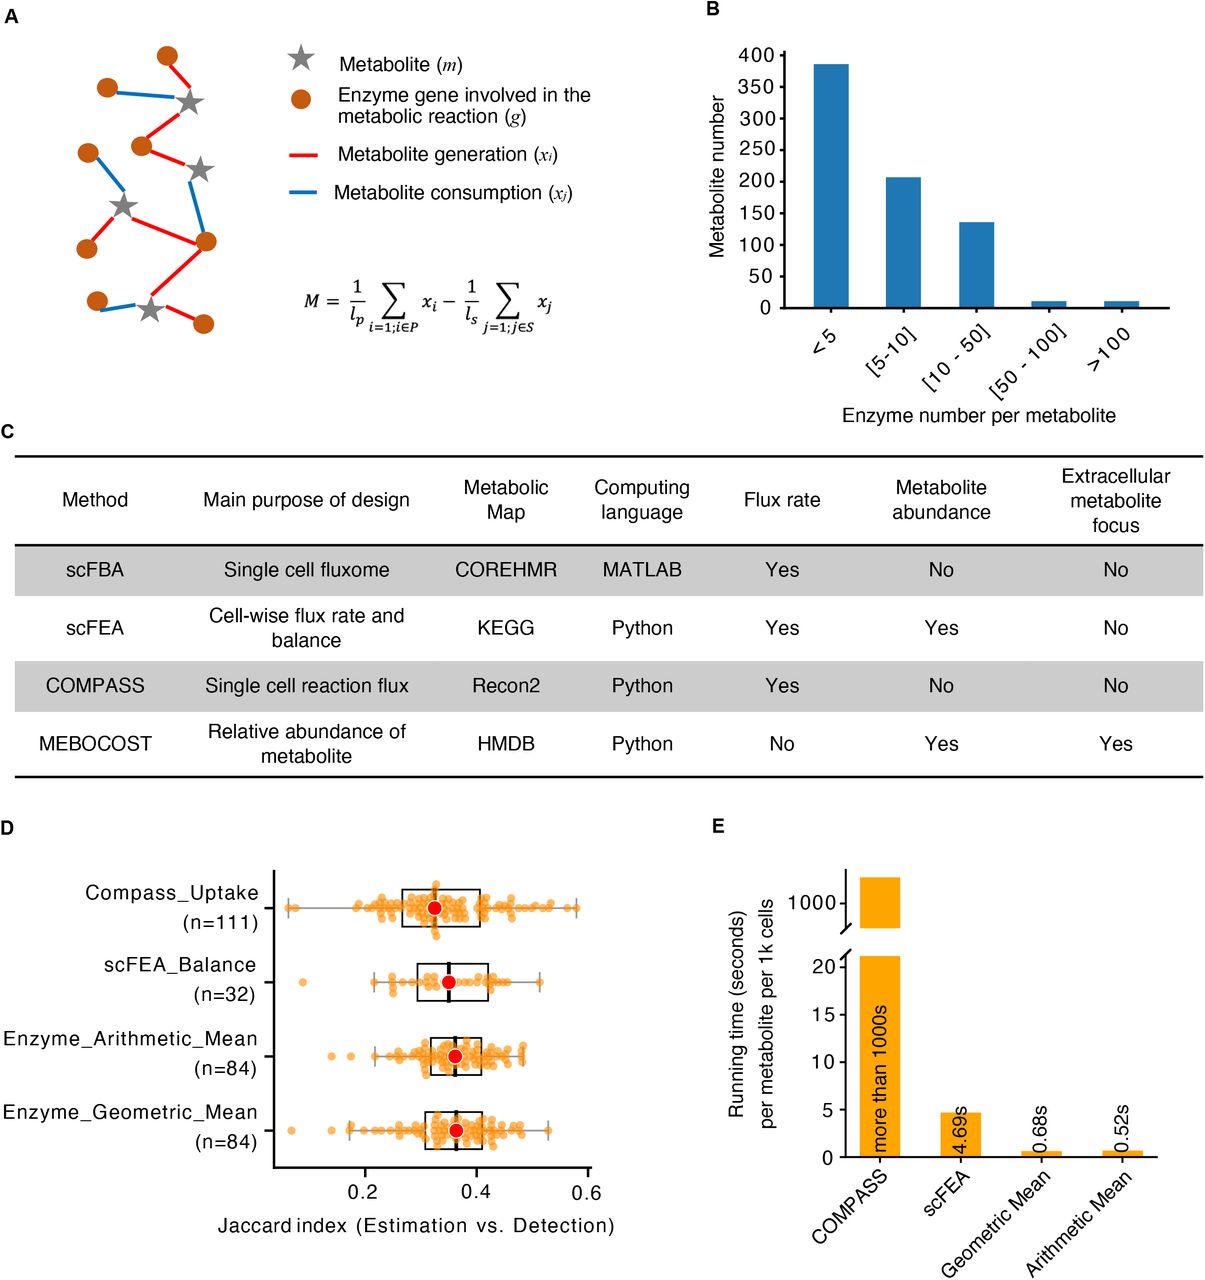 A
Metabolite (m)
Enzyme gene involved in the
metabolic reaction (g)
Metabolite generation (xi)
Metabolite consumption (xj)
M = 1/lp ∑ i=1;i∈P xi − 1/ls ∑ j=1;j∈S xj
B
Metabolite number
400
350
300
250
200
150
100
50
0
<5
[5-10]
[10 - 50]
[50 - 100]
>100
Enzyme number per metabolite
C
Method Main purpose of design Metabolic Map Computing language Flux rate Metabolite abundance Extracellular metabolite focus
scFBA Single cell fluxome COREHMR MATLAB Yes No No
scFEA Cell-wise flux rate and balance KEGG Python Yes Yes No
COMPASS Single cell reaction flux Recon2 Python Yes No No
MEBOCOST Relative abundance of metabolite HMDB Python No Yes Yes
D
Compass_Uptake
(n=111)
scFEA_Balance
(n=32)
Enzyme_Arithmetic_Mean
(n=84)
Enzyme_Geometric_Mean
(n=84)
0.2 0.4 0.6
Jaccard index (Estimation vs. Detection)
E
Running time (seconds)
per metabolite per 1k cells
1000
20
15
10
5
0
more than 1000s
4.69s
0.68s
0.52s
COMPASS
scFEA
Geometric Mean
Arithmetic Mean